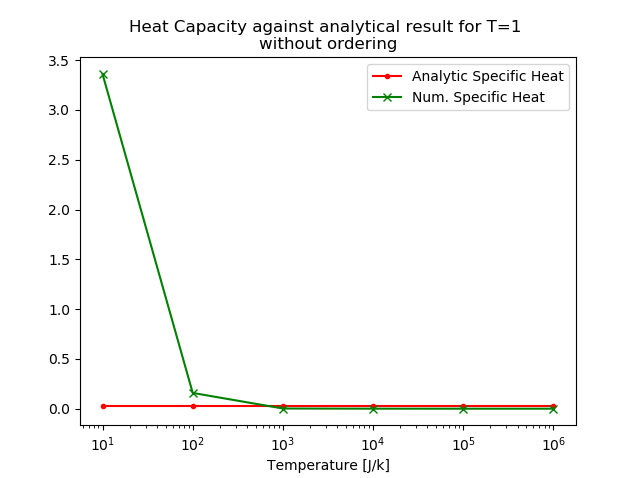 Heat Capacity against analytical result for T=1
without ordering
3.5
3.0
2.5
2.0
1.5
1.0
0.5
0.0
Analytic Specific Heat
Num. Specific Heat
10¹ 10² 10³ 10⁴ 10⁵ 10⁶
Temperature [J/k]